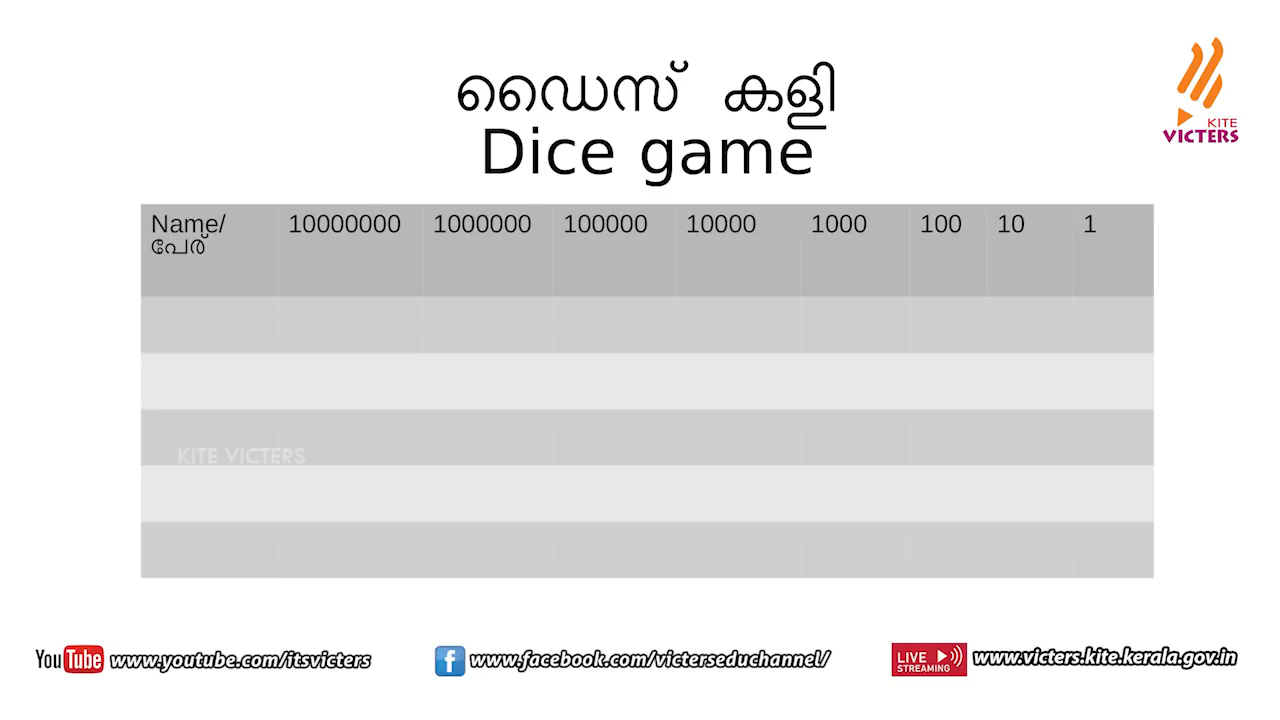 ഡൈസ് കളി
Dice game
KITE
VICTERS
Name/ 10000000 1000000 100000 10000 1000 100 10 1
പേര്
KITE VICTERS
YouTube www.youtube.com/itsvicters
f www.facebook.com/victerseduchannel/
LIVE STREAMING www.victers.kite.kerala.gov.in